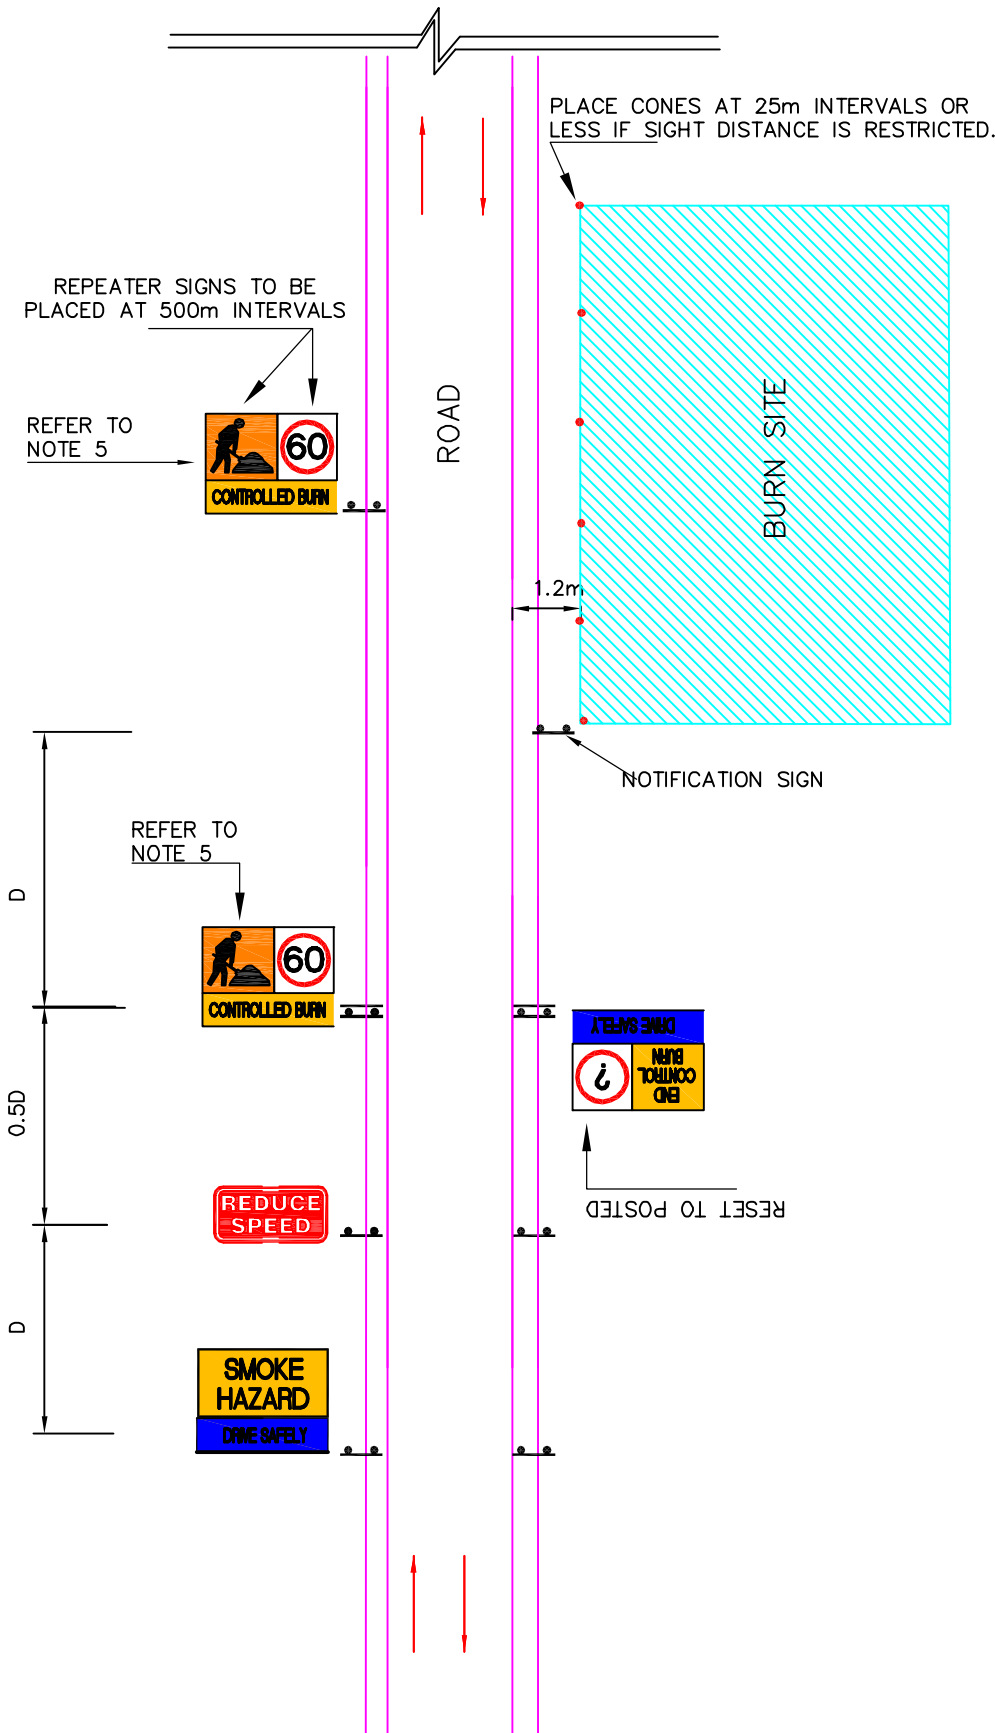 PLACE CONES AT 25m INTERVALS OR
LESS IF SIGHT DISTANCE IS RESTRICTED.
REPEATER SIGNS TO BE
PLACED AT 500m INTERVALS
REFER TO
NOTE 5
60
CONTROLLED BURN
ROAD
BURN SITE
1.2m
NOTIFICATION SIGN
REFER TO
NOTE 5
D
60
CONTROLLED BURN
DRIVE SAFELY
?
END
CONTROL
BURN
0.5D
REDUCE
SPEED
RESET TO POSTED
D
SMOKE
HAZARD
DRIVE SAFELY